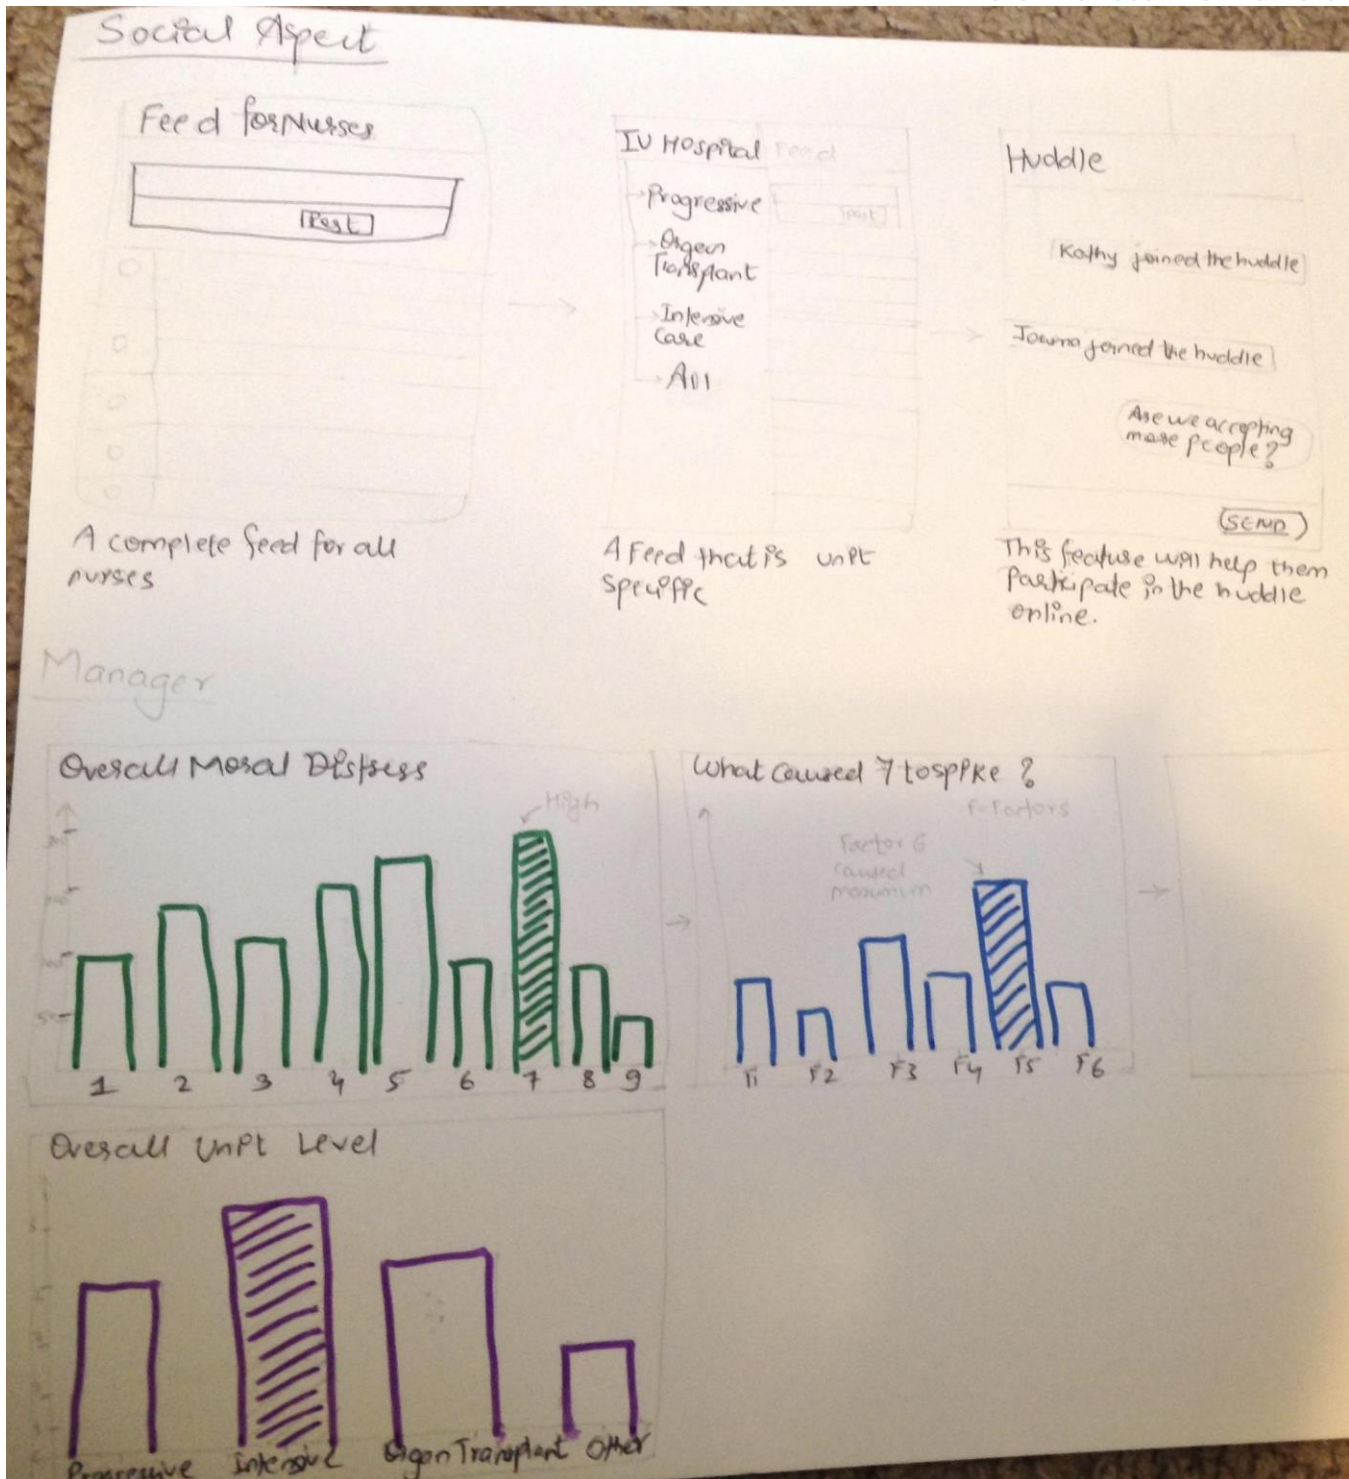 Social Aspect
Feed for Nurses
Post
A complete feed for all
nurses
IU Hospital Feed
Progressive
Post
Organ
Transplant
Intensive
Care
A feed that is unit
specific
Huddle
Kathy joined the huddle
joined the huddle
Are we accepting
more people?
SEND
This feature will help them
participate in the huddle
online.
Manager
Overall Moral Distress
High
1 2 3 4 5 6 7 8 9
What caused 7 to spike ?
F-Factors
Factor 6
caused
maximum
F1 F2 F3 F4 F5 F6
Overall Unit Level
Progressive Intensive Organ Transplant Other